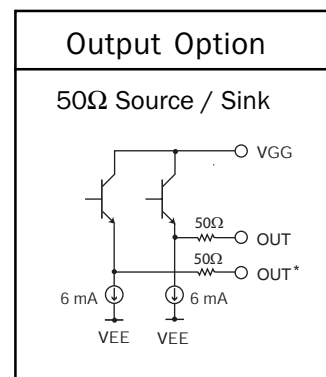 Output Option
50Ω Source / Sink
VGG
50Ω
OUT
50Ω
OUT*
6 mA
6 mA
VEE
VEE